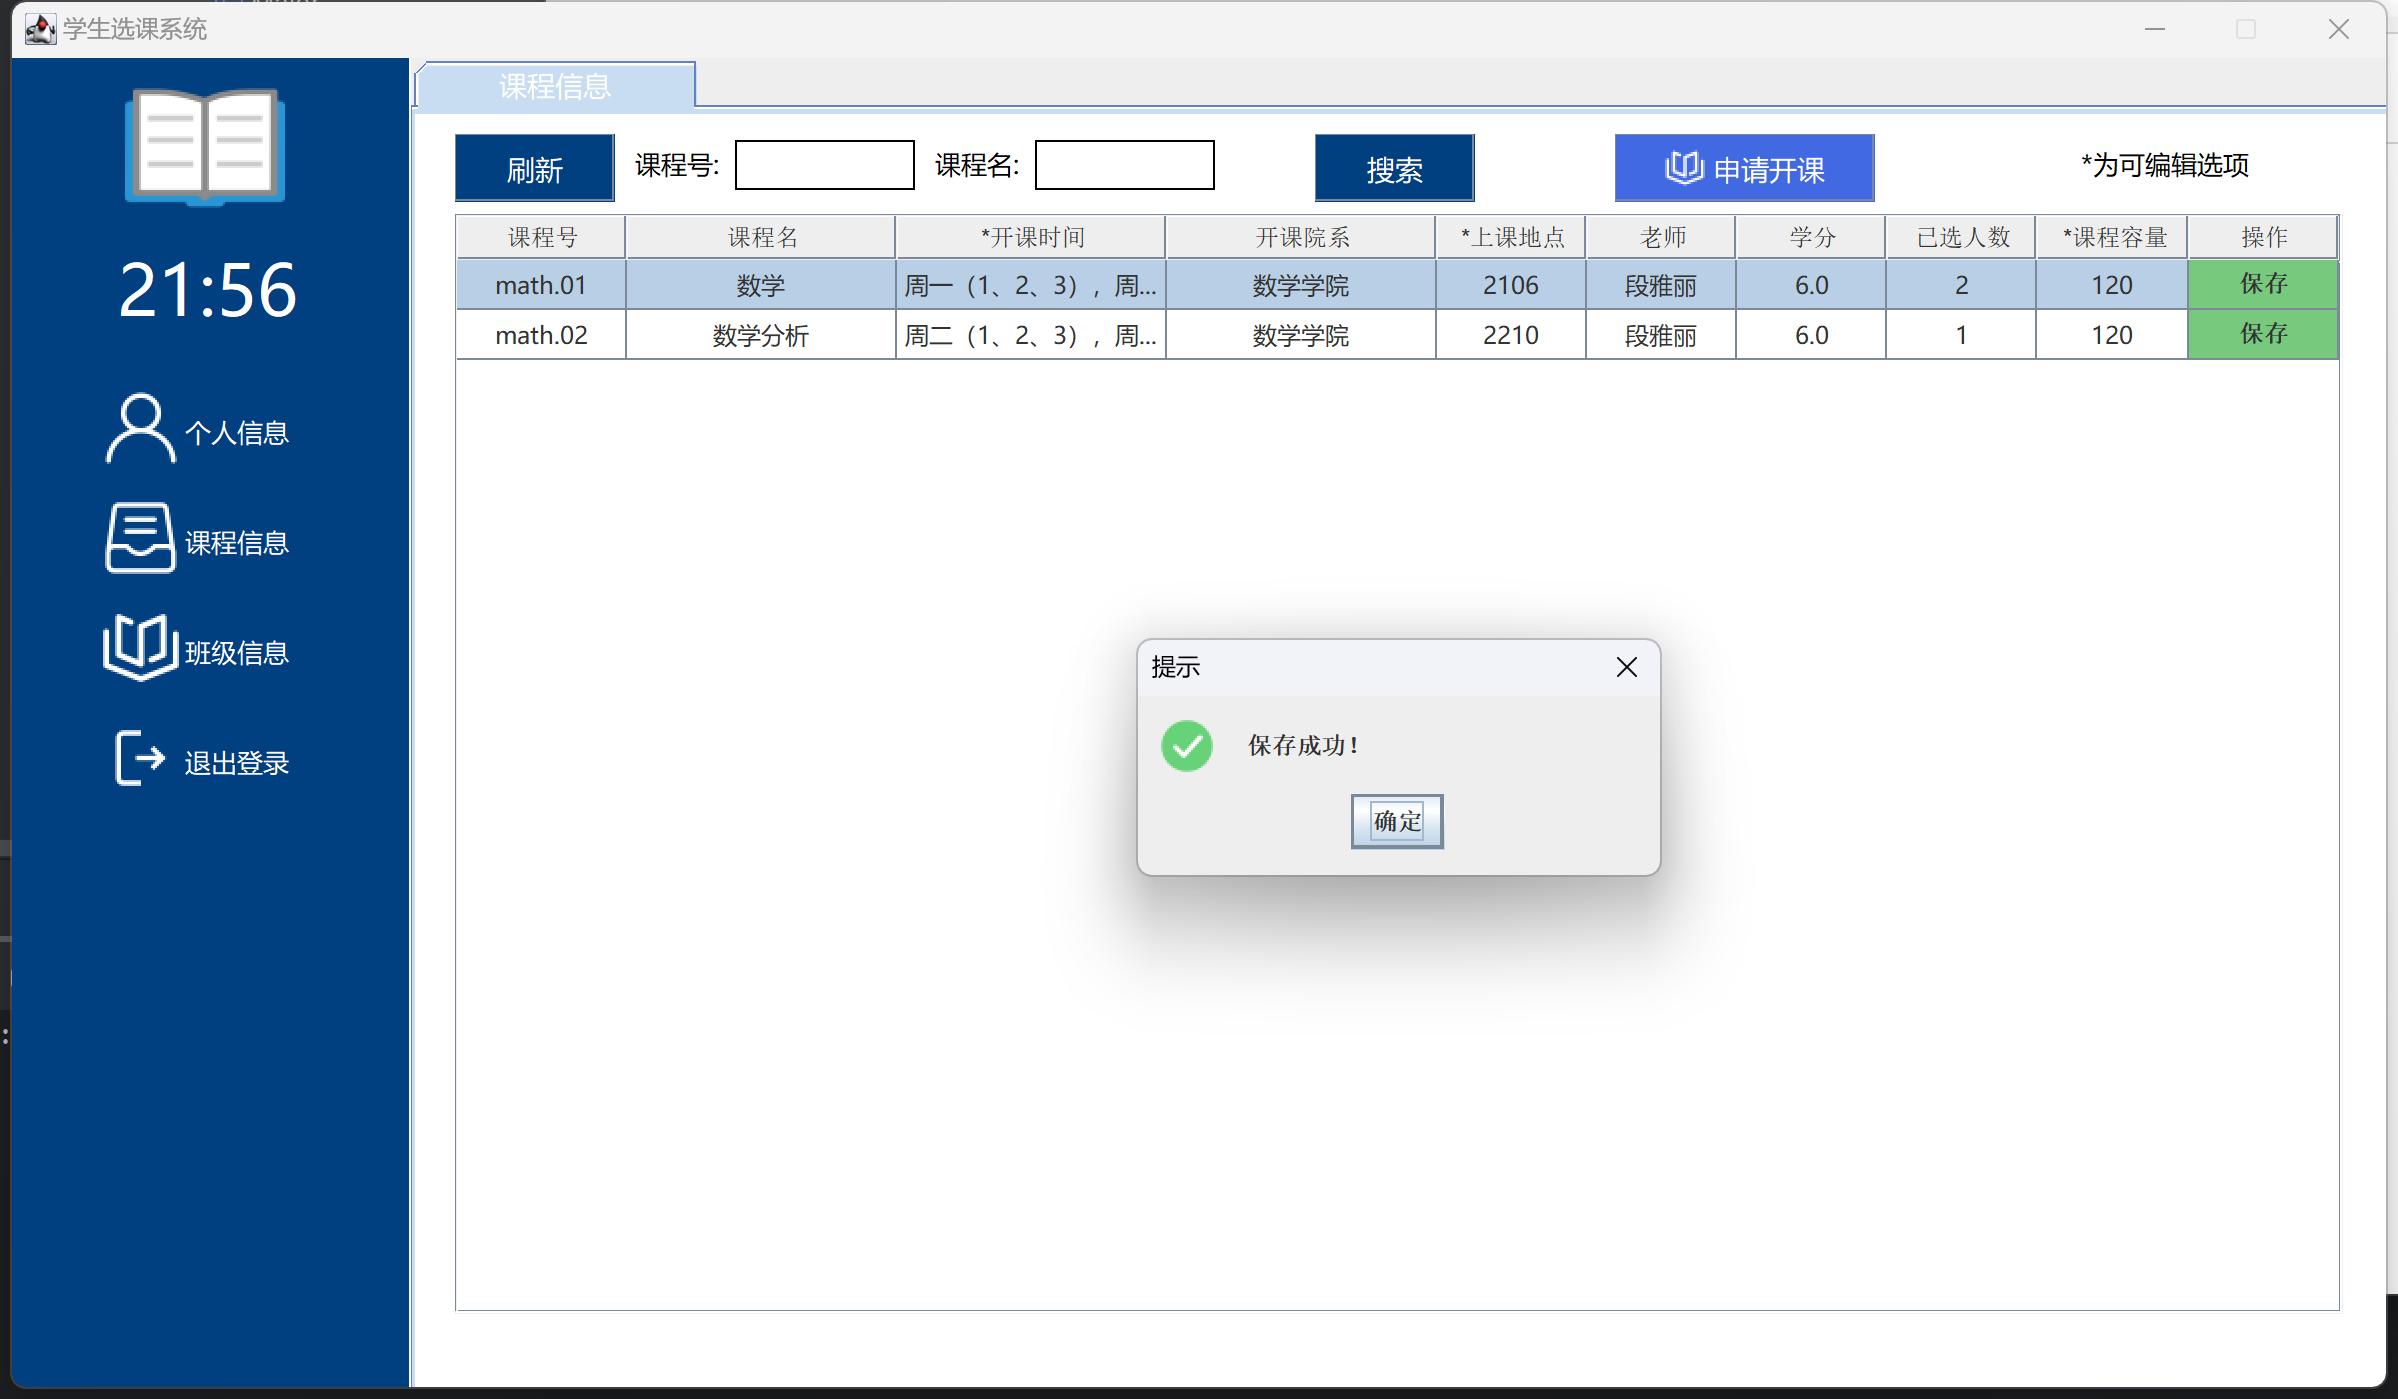 学生选课系统
21:56
个人信息
课程信息
班级信息
退出登录
课程信息
刷新 课程号: 课程名: 搜索 申请开课 *为可编辑选项
课程号 课程名 *开课时间 开课院系 *上课地点 老师 学分 已选人数 *课程容量 操作
math.01 数学 周一（1、2、3），周... 数学学院 2106 段雅丽 6.0 2 120 保存
math.02 数学分析 周二（1、2、3），周... 数学学院 2210 段雅丽 6.0 1 120 保存
提示
保存成功！
确定